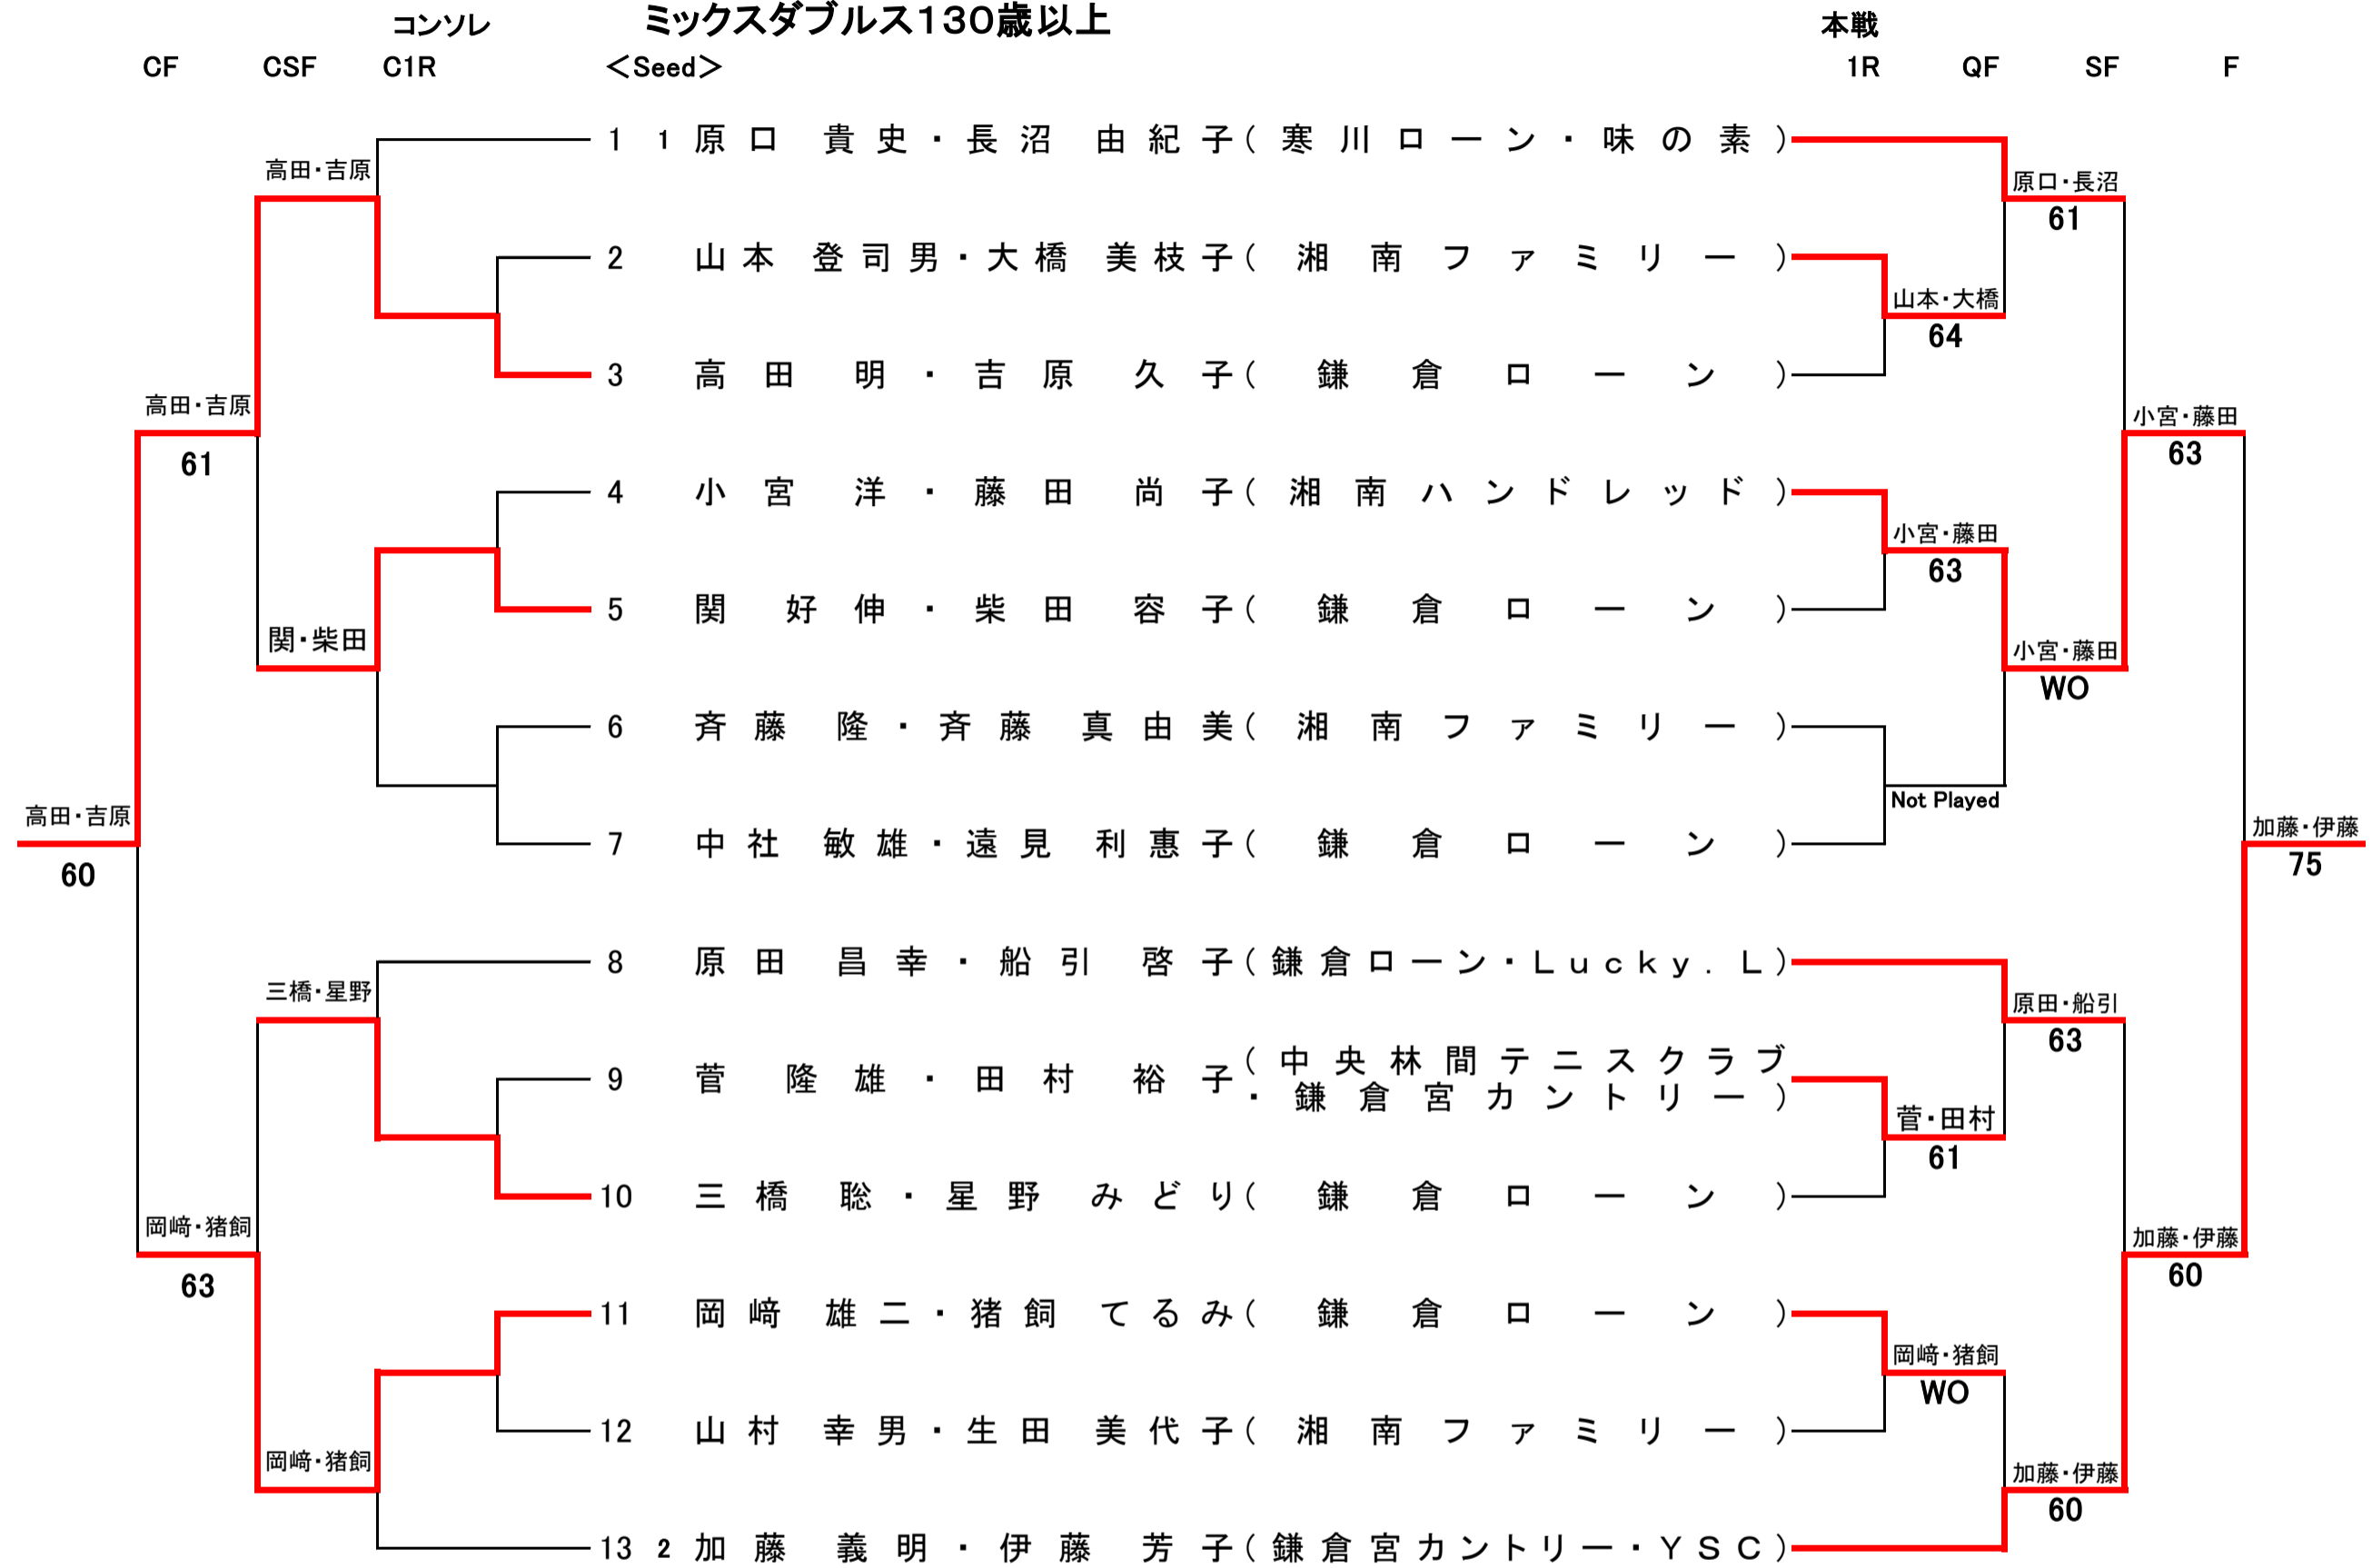 コンソレ ミックスダブルス130歳以上 本戦
CF CSF C1R <Seed> 1R QF SF F
1 1 原口 貴史・長沼 由紀子(寒川ローン・味の素)
高田・吉原 原口・長沼
61
2 山本 登司男・大橋 美枝子(湘南ファミリー)
山本・大橋
64
3 高田 明・吉原 久子(鎌倉ローン)
高田・吉原 小宮・藤田
61 63
4 小宮 洋・藤田 尚子(湘南ハンドレッド)
小宮・藤田
63
5 関 好伸・柴田 容子(鎌倉ローン)
関・柴田 小宮・藤田
WO
6 斉藤 隆・斉藤 真由美(湘南ファミリー)
Not Played
高田・吉原 加藤・伊藤
7 中社 敏雄・遠見 利惠子(鎌倉ローン)
60 75
8 原田 昌幸・船引 啓子(鎌倉ローン・Lucky.L)
三橋・星野 原田・船引
63
9 菅 隆雄・田村 裕子(中央林間テニスクラブ
・鎌倉宮カントリー)
菅・田村
61
10 三橋 聡・星野 みどり(鎌倉ローン)
岡﨑・猪飼 加藤・伊藤
63 60
11 岡﨑 雄二・猪飼 てるみ(鎌倉ローン)
岡﨑・猪飼
WO
12 山村 幸男・生田 美代子(湘南ファミリー)
岡﨑・猪飼 加藤・伊藤
60
13 2 加藤 義明・伊藤 芳子(鎌倉宮カントリー・YSC)